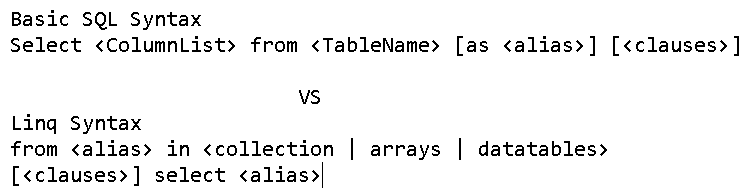 Basic SQL Syntax
Select <ColumnList> from <TableName> [as <alias>] [<clauses>]
VS
Linq Syntax
from <alias> in <collection | arrays | datatables>
[<clauses>] select <alias>